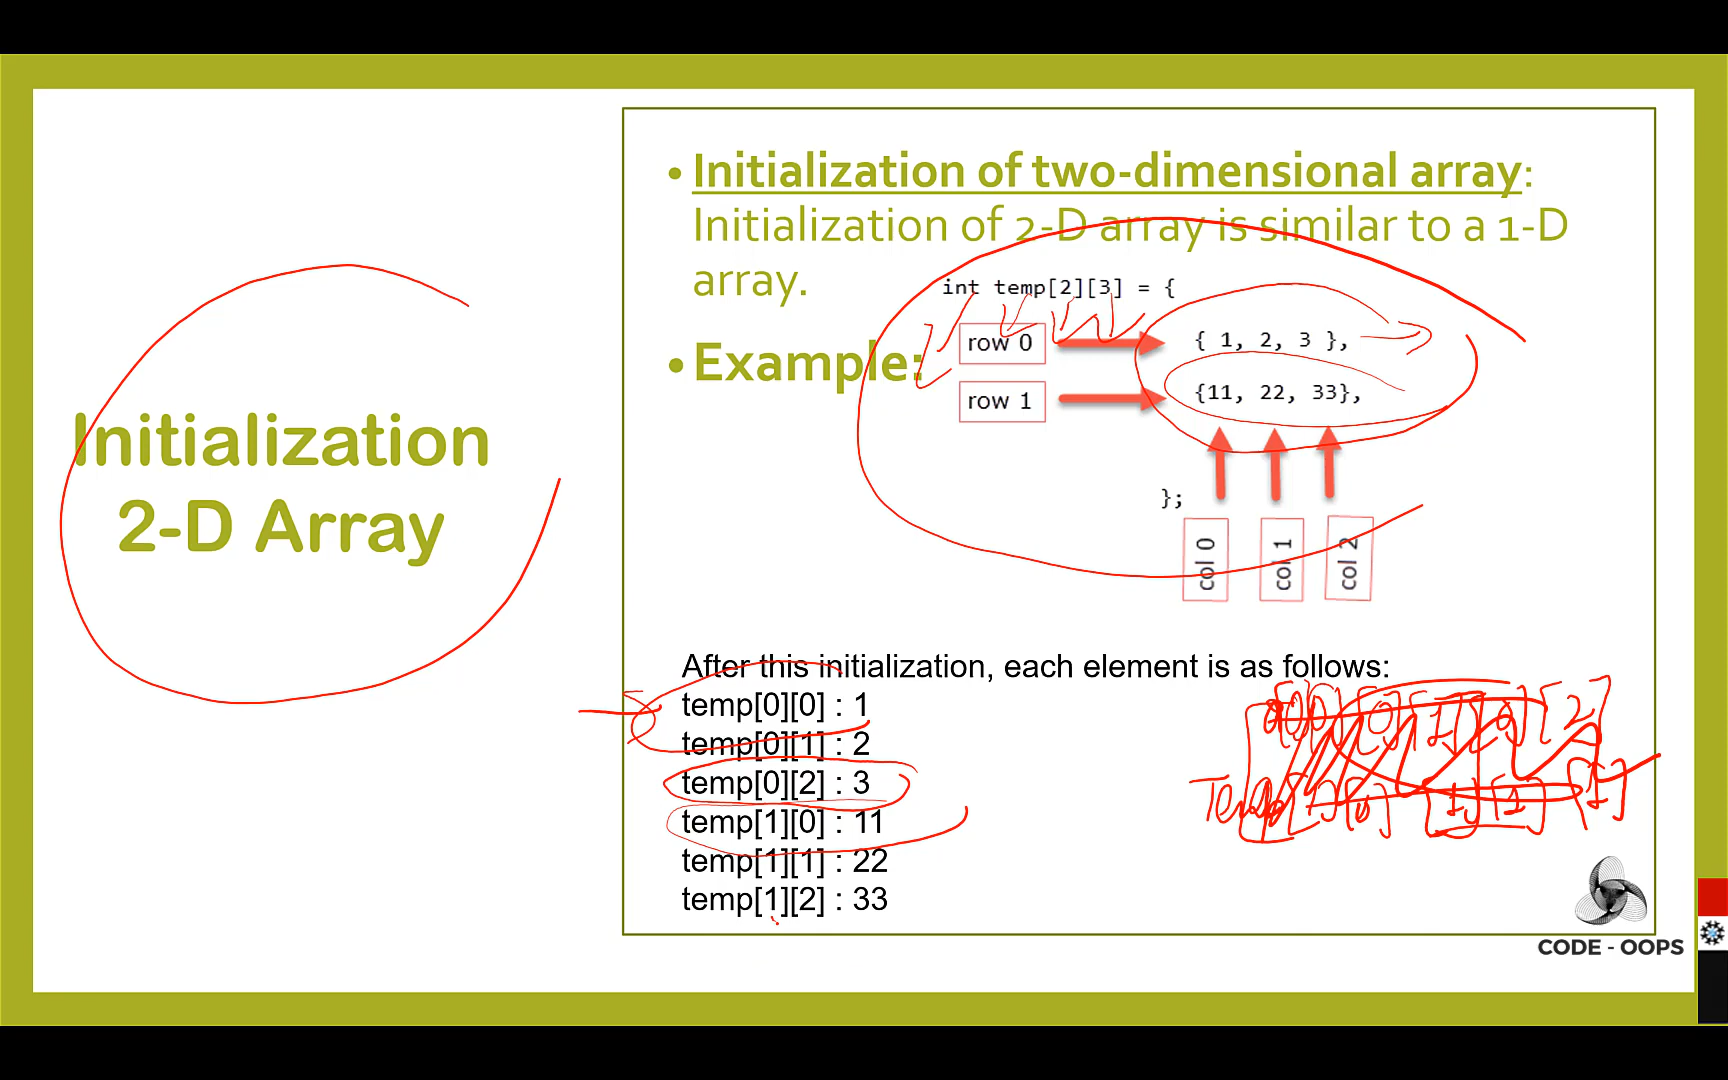 Initialization
2-D Array
• Initialization of two-dimensional array:
Initialization of 2-D array is similar to a 1-D
array.
• Example:
int temp[2][3] = {
row 0
{ 1, 2, 3 },
row 1
{11, 22, 33},
};
col 0
col 1
col 2
After this initialization, each element is as follows:
temp[0][0] : 1
temp[0][1] : 2
temp[0][2] : 3
temp[1][0] : 11
temp[1][1] : 22
temp[1][2] : 33
CODE - OOPS